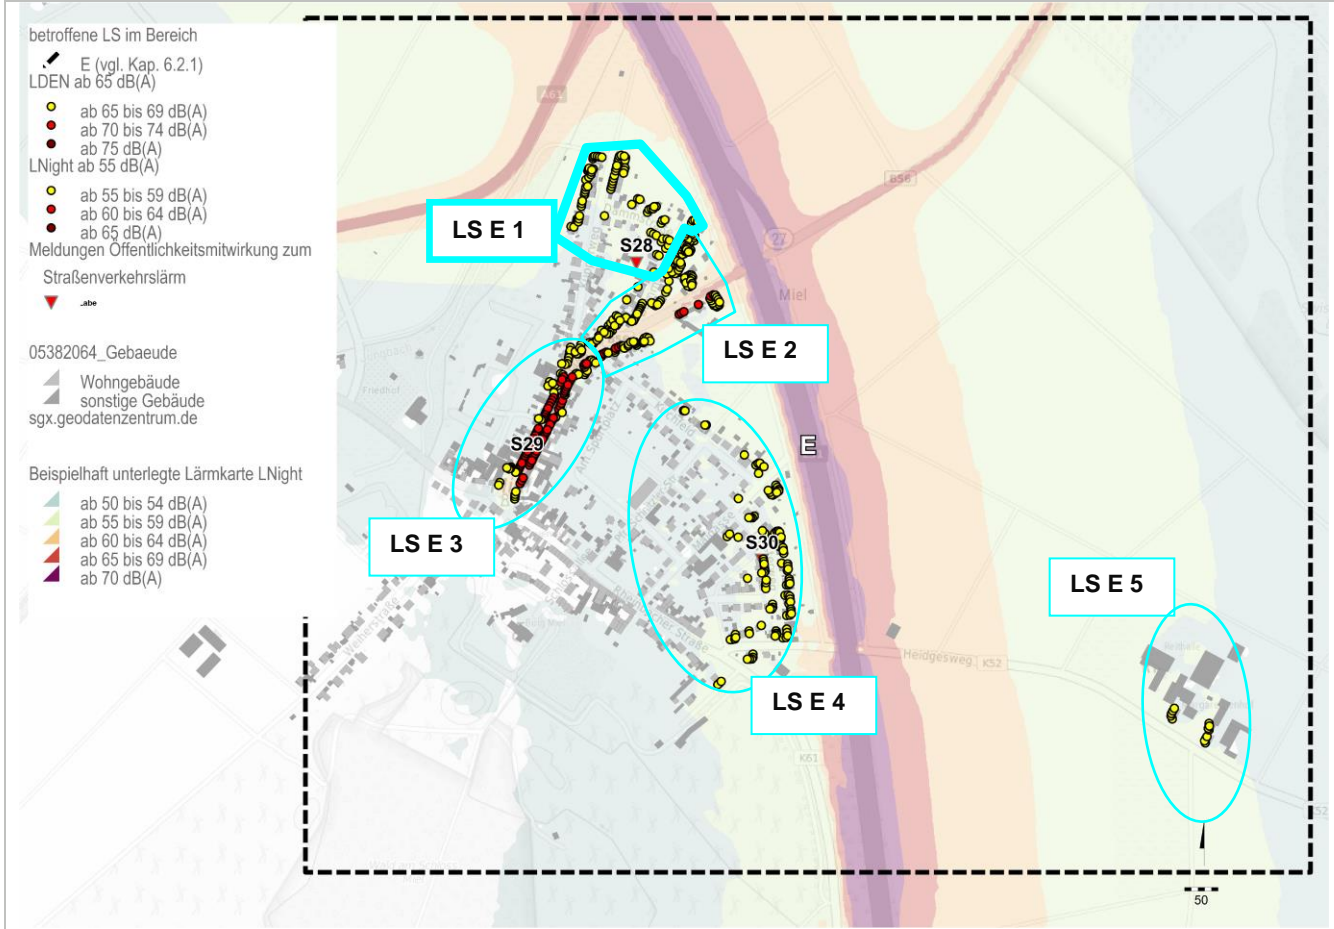 betroffene LS im Bereich
E (vgl. Kap. 6.2.1)
LDEN ab 65 dB(A)
ab 65 bis 69 dB(A)
ab 70 bis 74 dB(A)
ab 75 dB(A)
LNight ab 55 dB(A)
ab 55 bis 59 dB(A)
ab 60 bis 64 dB(A)
ab 65 dB(A)
Meldungen Öffentlichkeitsmitwirkung zum
Straßenverkehrslärm
.abe
05382064_Gebaeude
Wohngebäude
sonstige Gebäude
sgx.geodatenzentrum.de
Beispielhaft unterlegte Lärmkarte LNight
ab 50 bis 54 dB(A)
ab 55 bis 59 dB(A)
ab 60 bis 64 dB(A)
ab 65 bis 69 dB(A)
ab 70 dB(A)
A61
B56
LS E 1
S28
27
Miel
LS E 2
Friedhof
Am Sportplatz
S29
E
LS E 3
S30
LS E 5
Heidgesweg
K52
LS E 4
K61
50